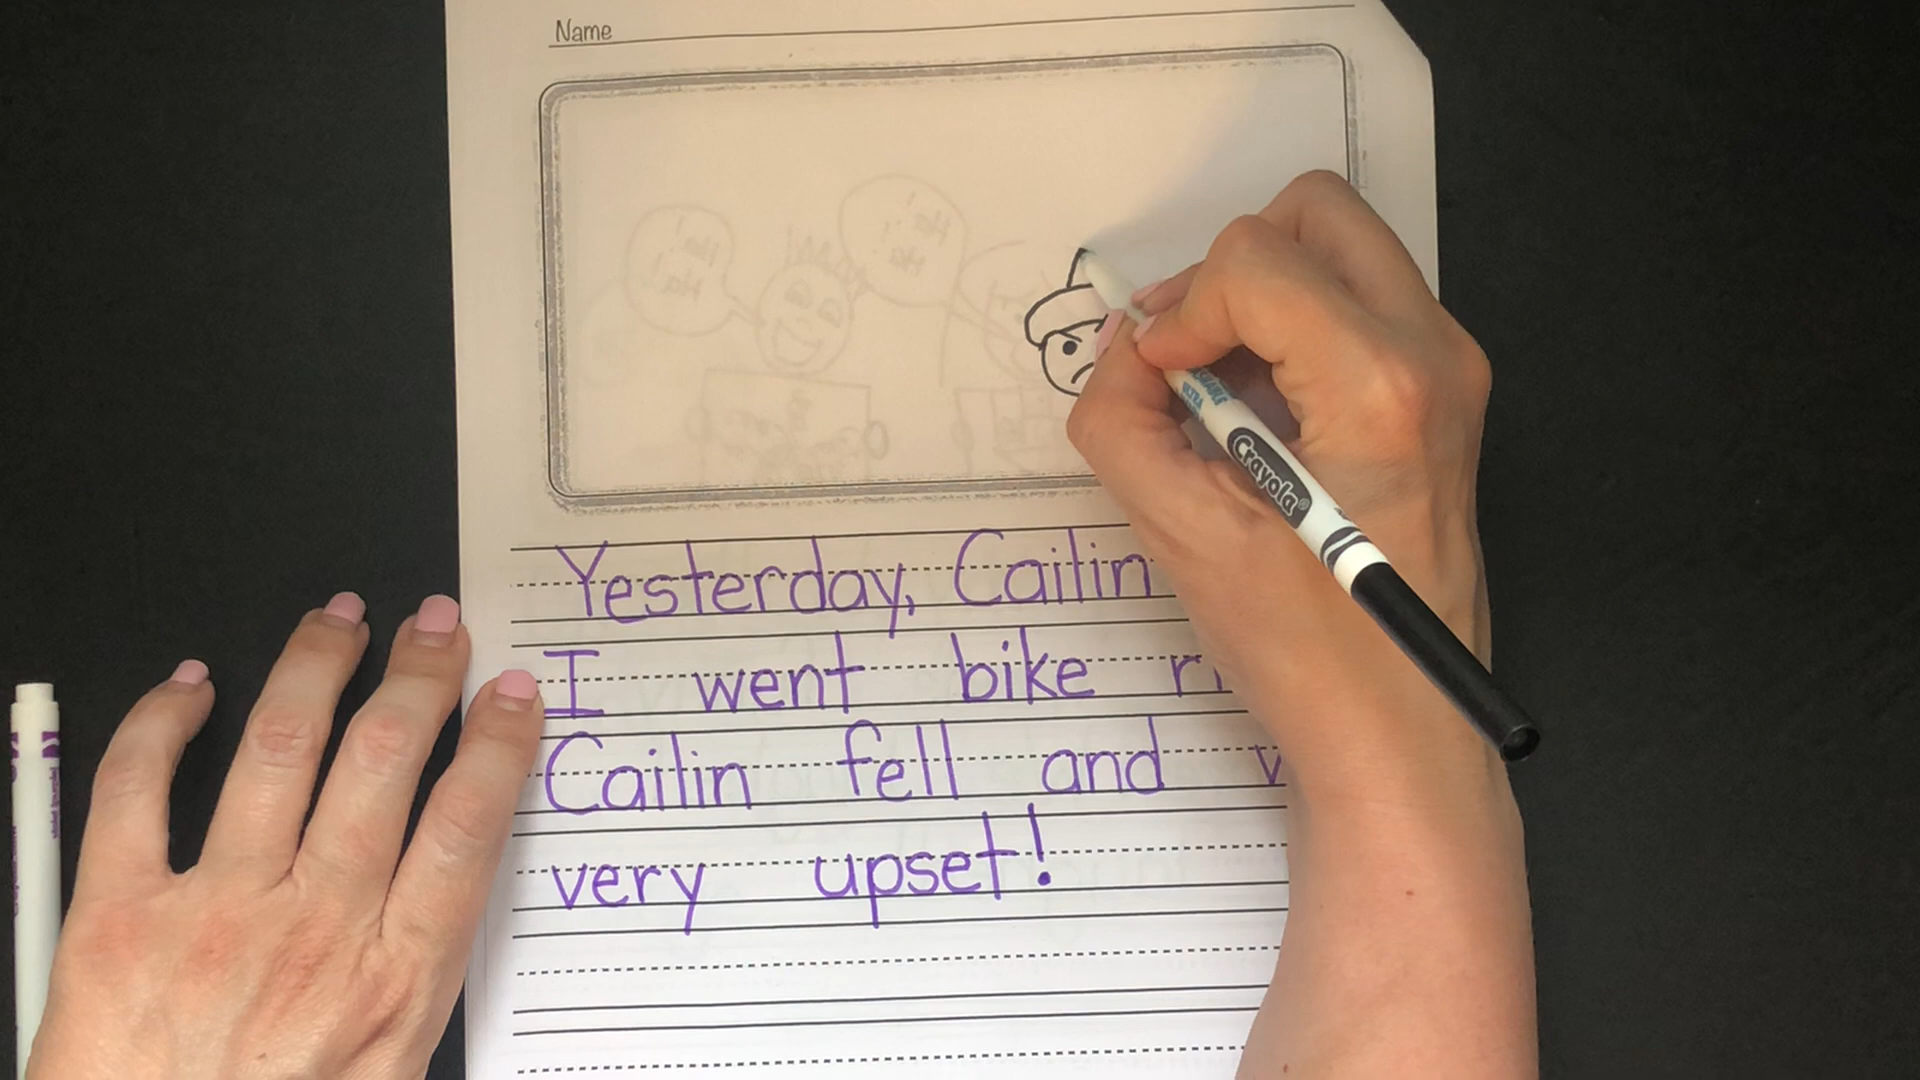 Name
Yesterday, Cailin
I went bike
Cailin fell and
very upset!
Crayola